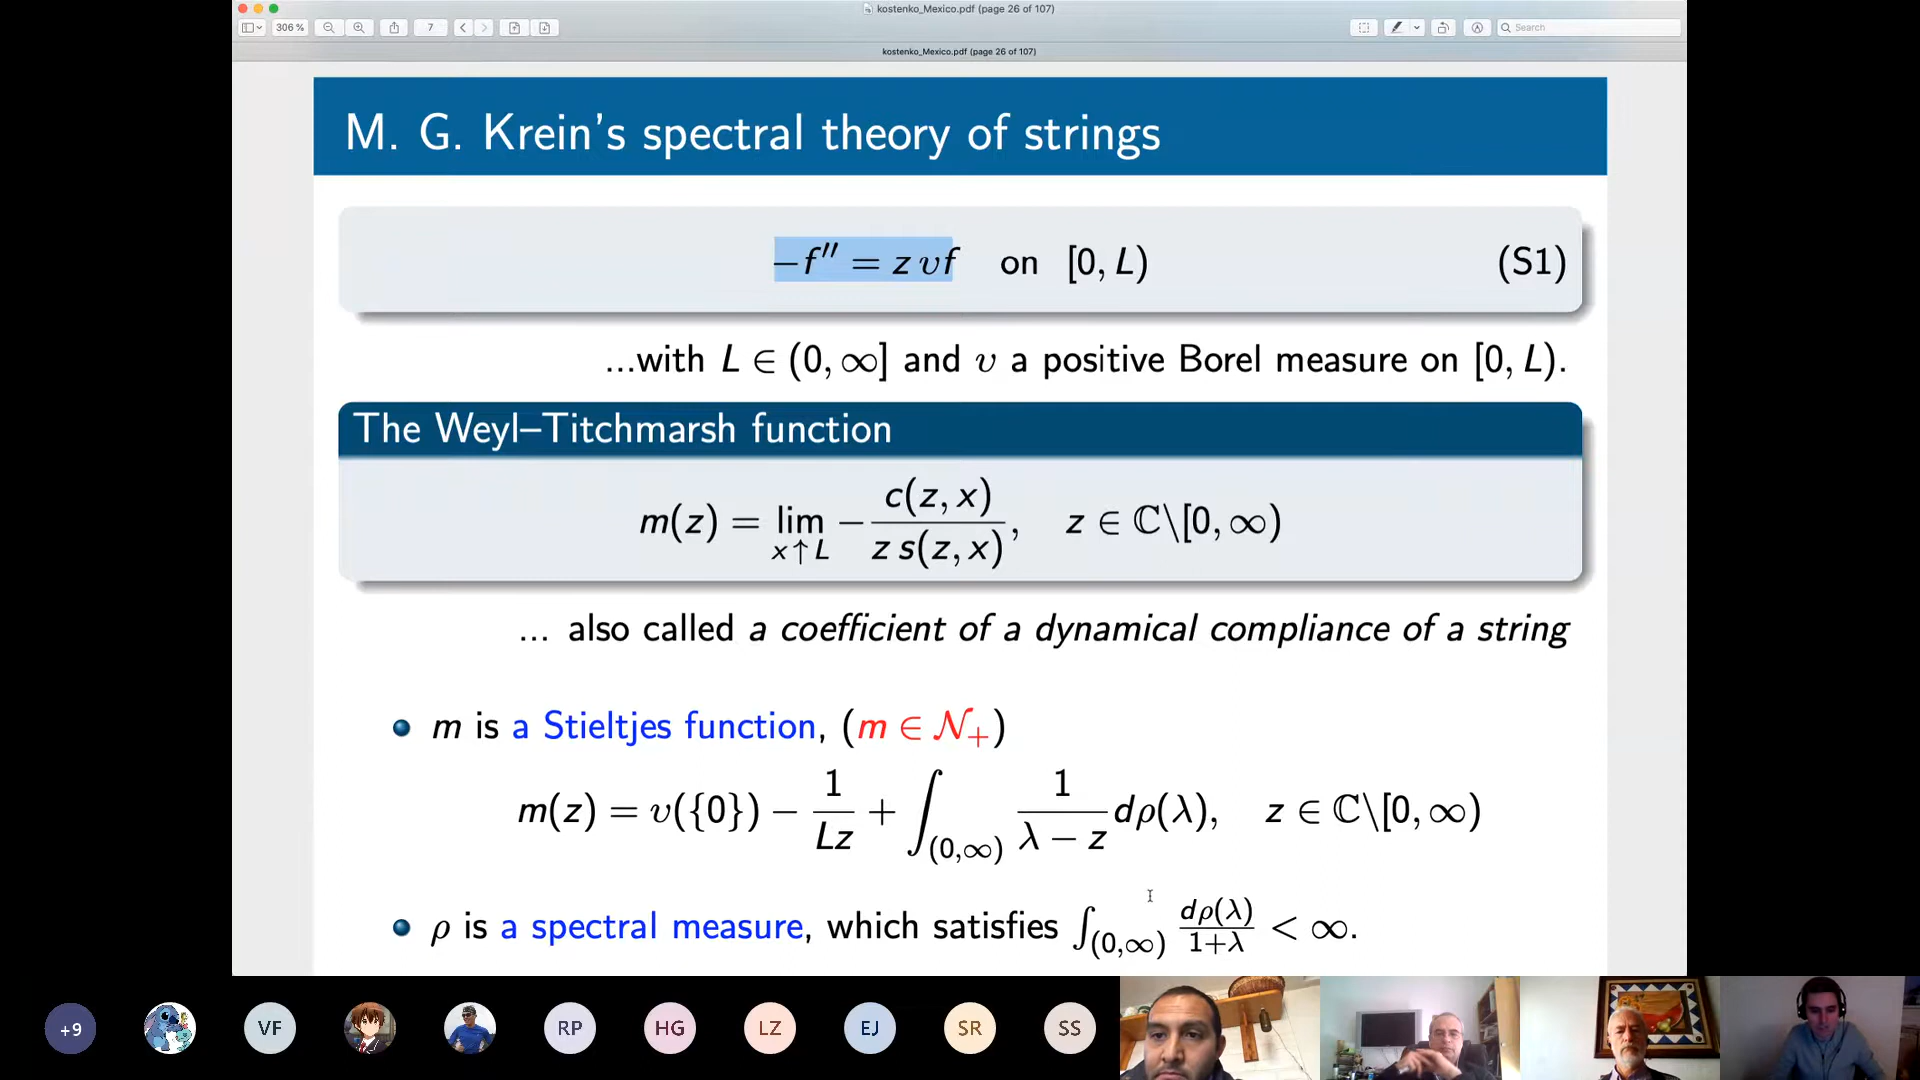 kostenko_Mexico.pdf (page 26 of 107)
306 %
7
Search
kostenko_Mexico.pdf (page 26 of 107)
M. G. Krein's spectral theory of strings
−f′′ = z υf on [0, L) (S1)
...with L ∈ (0, ∞] and υ a positive Borel measure on [0, L).
The Weyl–Titchmarsh function
m(z) = lim_{x↑L} − c(z, x) / z s(z, x), z ∈ ℂ\[0, ∞)
... also called a coefficient of a dynamical compliance of a string
m is a Stieltjes function, (m ∈ 𝒩₊)
m(z) = υ({0}) − 1/Lz + ∫_{(0,∞)} 1/(λ − z) dρ(λ), z ∈ ℂ\[0, ∞)
ρ is a spectral measure, which satisfies ∫_{(0,∞)} dρ(λ)/1+λ < ∞.
+9 VF RP HG LZ EJ SR SS